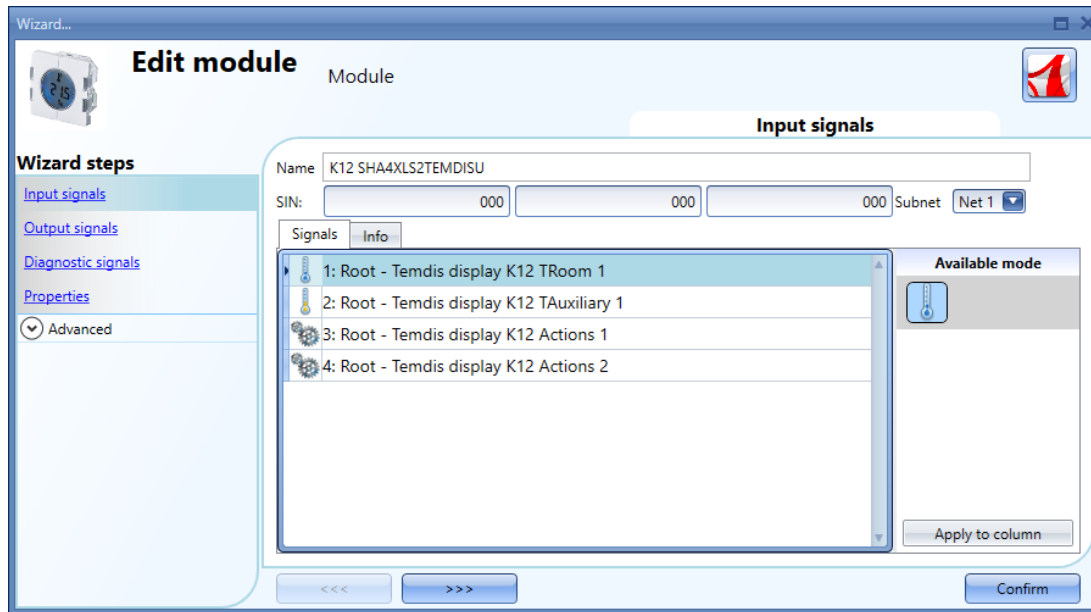 Wizard...
Edit module
Module
Input signals
Wizard steps
Input signals
Output signals
Diagnostic signals
Properties
Advanced
Name K12 SHA4XLS2TEMDISU
SIN: 000 000 000 Subnet Net 1
Signals Info
1: Root - Temdis display K12 TRoom 1
2: Root - Temdis display K12 TAuxiliary 1
3: Root - Temdis display K12 Actions 1
4: Root - Temdis display K12 Actions 2
Available mode
Apply to column
<<< >>> Confirm